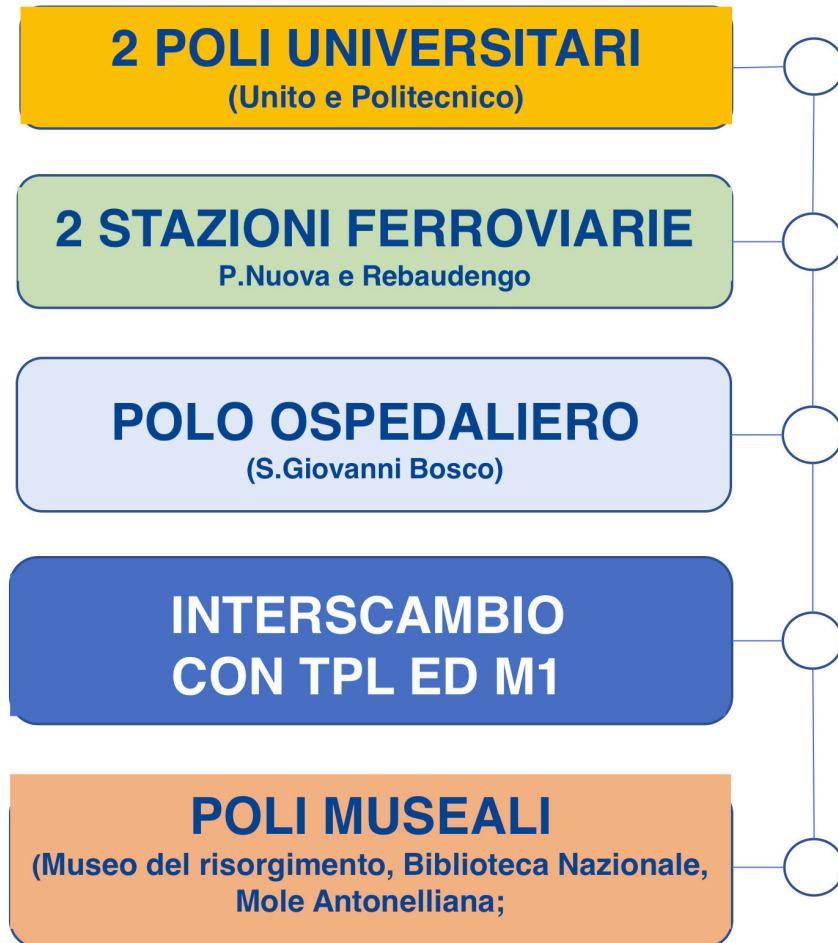 2 POLI UNIVERSITARI
(Unito e Politecnico)
2 STAZIONI FERROVIARIE
P.Nuova e Rebaudengo
POLO OSPEDALIERO
(S.Giovanni Bosco)
INTERSCAMBIO
CON TPL ED M1
POLI MUSEALI
(Museo del risorgimento, Biblioteca Nazionale,
Mole Antonelliana;